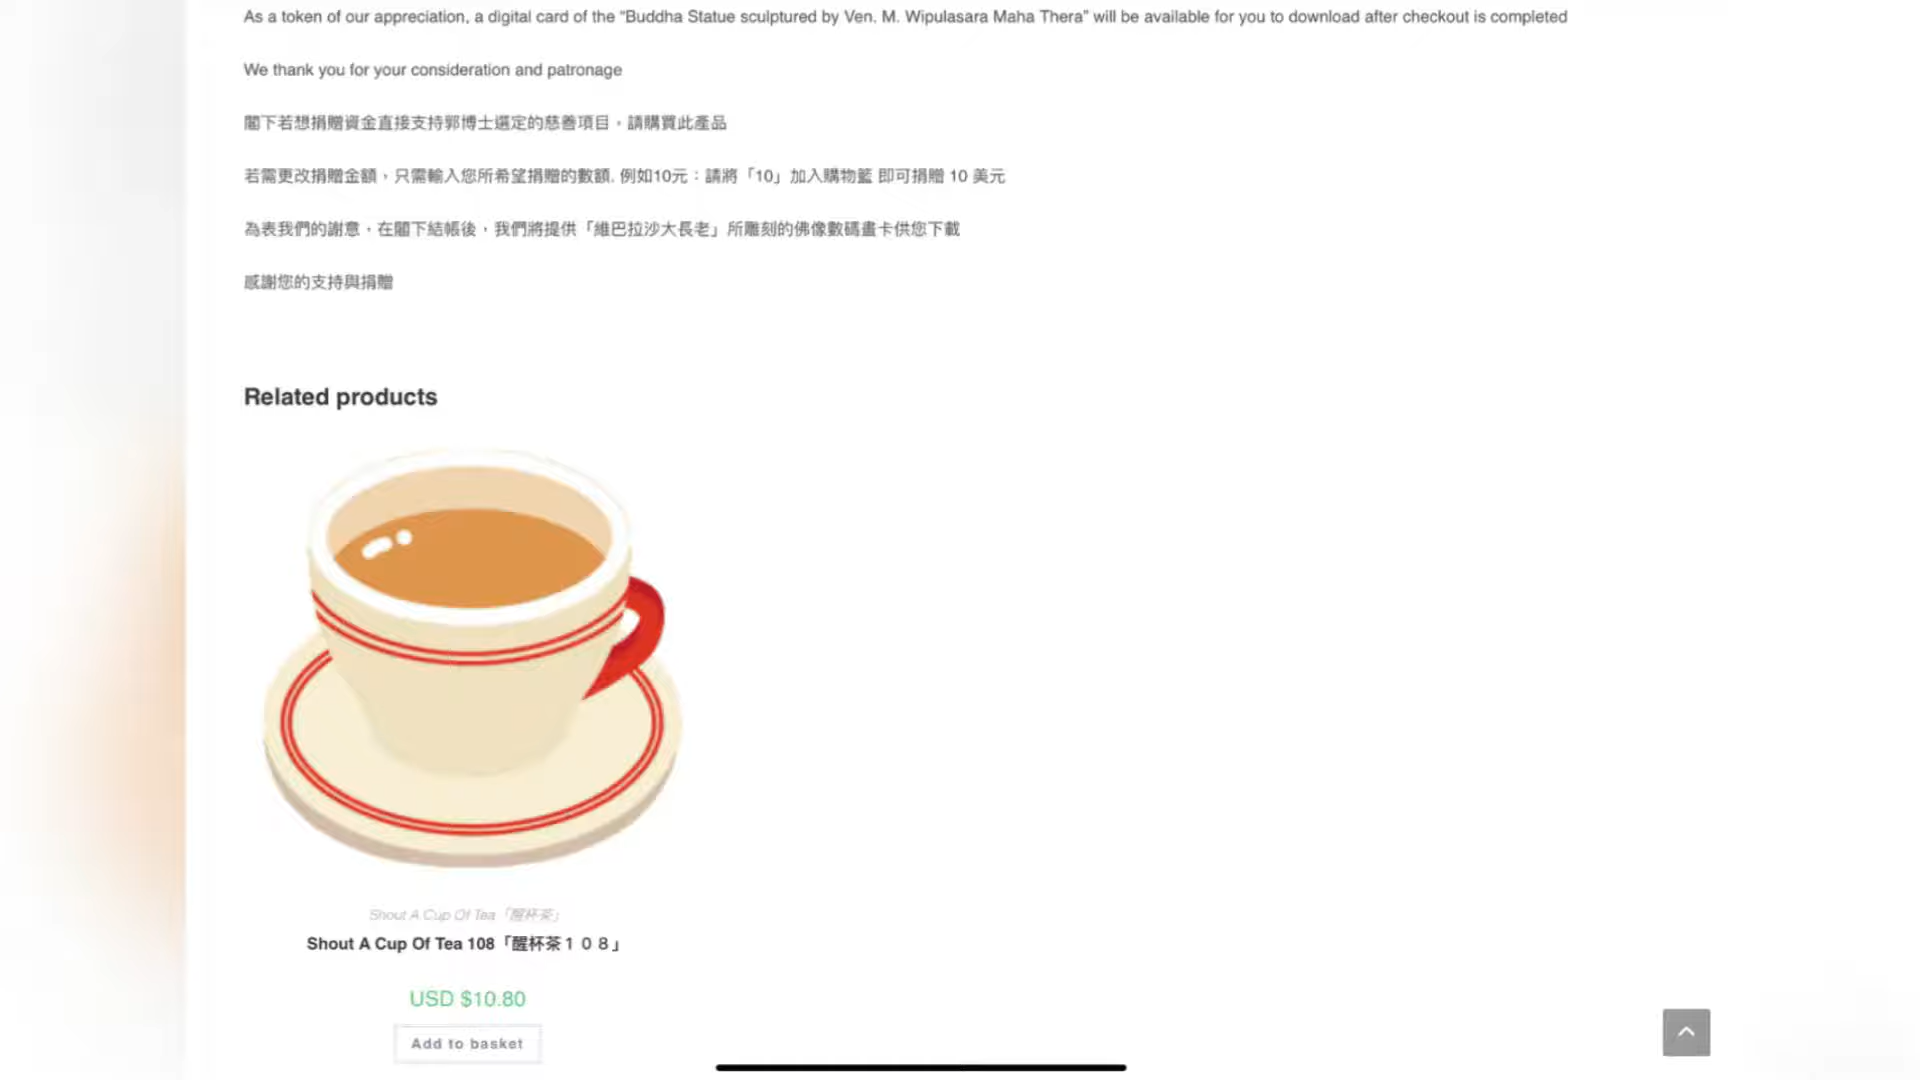 As a token of our appreciation, a digital card of the “Buddha Statue sculptured by Ven. M. Wipulasara Maha Thera” will be available for you to download after checkout is completed
We thank you for your consideration and patronage
閣下若想捐贈資金直接支持郭博士選定的慈善項目，請購買此產品
若需更改捐贈金額，只需輸入您所希望捐贈的數額. 例如10元：請將「10」加入購物籃 即可捐贈 10 美元
為表我們的謝意，在閣下結帳後，我們將提供「維巴拉沙大長老」所雕刻的佛像數碼畫卡供您下載
感謝您的支持與捐贈
Related products
Shout A Cup Of Tea「醒杯茶」
Shout A Cup Of Tea 108「醒杯茶１０８」
USD $10.80
Add to basket